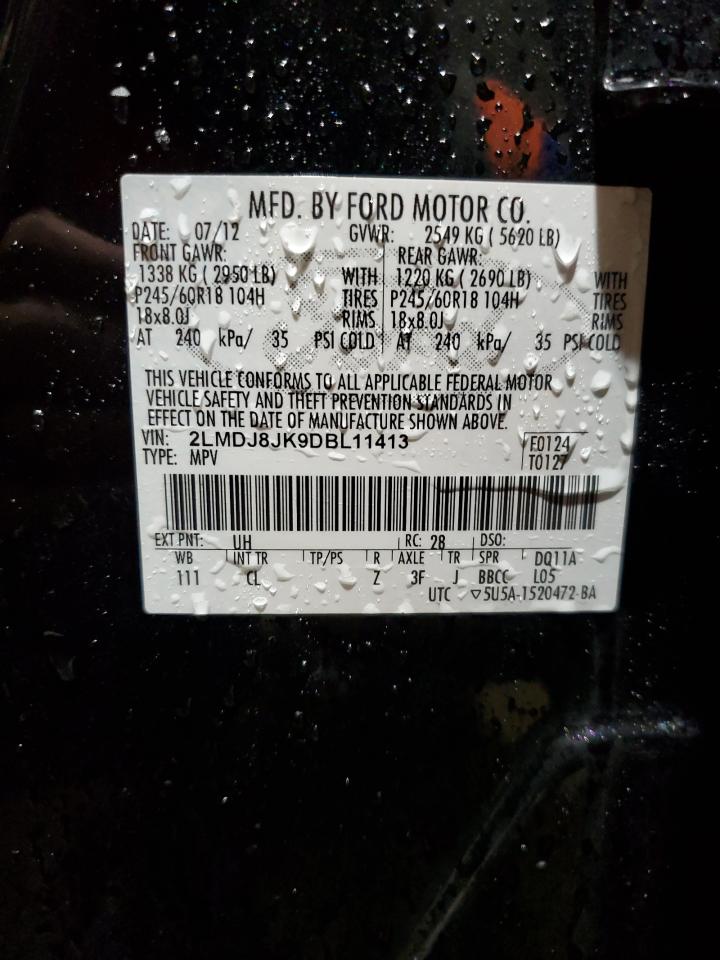 MFD. BY FORD MOTOR CO.
DATE: 07/12 GVWR: 2549 KG ( 5620 LB)
FRONT GAWR: REAR GAWR:
1338 KG ( 2950 LB) WITH 1220 KG ( 2690 LB) WITH
P245/60R18 104H TIRES P245/60R18 104H TIRES
18x8.0J RIMS 18x8.0J RIMS
AT 240 kPa/ 35 PSI COLD AT 240 kPa/ 35 PSI COLD
THIS VEHICLE CONFORMS TO ALL APPLICABLE FEDERAL MOTOR
VEHICLE SAFETY AND THEFT PREVENTION STANDARDS IN
EFFECT ON THE DATE OF MANUFACTURE SHOWN ABOVE.
VIN: 2LMDJ8JK9DBL11413 F0124
TYPE: MPV T0127
EXT PNT: UH RC: 28 DSO:
WB INT TR TP/PS R AXLE TR SPR DQ11A
111 CL Z 3F J BBCC L05
UTC ▽5U5A-1520472-BA